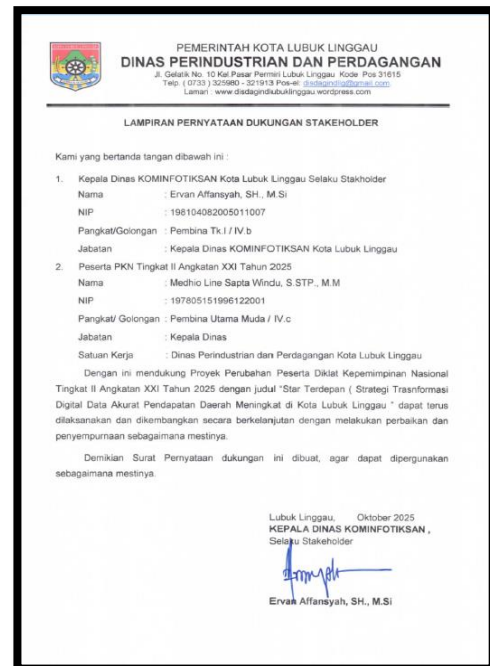 PEMERINTAH KOTA LUBUK LINGGAU
DINAS PERINDUSTRIAN DAN PERDAGANGAN
Jl. Gelatik No. 10 Kel.Pasar Permiri Lubuk Linggau Kode Pos 31615
Telp. ( 0733 ) 325980 - 321913 Pos-el: disdagindllg@gmail.com
Laman : www.disdagindlubuklinggau.wordpress.com
LAMPIRAN PERNYATAAN DUKUNGAN STAKEHOLDER
Kami yang bertanda tangan dibawah ini :
1. Kepala Dinas KOMINFOTIKSAN Kota Lubuk Linggau Selaku Stakholder
Nama : Ervan Affansyah, SH., M.Si
NIP : 198104082005011007
Pangkat/Golongan : Pembina Tk.I / IV.b
Jabatan : Kepala Dinas KOMINFOTIKSAN Kota Lubuk Linggau
2. Peserta PKN Tingkat II Angkatan XXI Tahun 2025
Nama : Medhio Line Sapta Windu, S.STP., M.M
NIP : 197805151996122001
Pangkat/ Golongan : Pembina Utama Muda / IV.c
Jabatan : Kepala Dinas
Satuan Kerja : Dinas Perindustrian dan Perdagangan Kota Lubuk Linggau
Dengan ini mendukung Proyek Perubahan Peserta Diklat Kepemimpinan Nasional
Tingkat II Angkatan XXI Tahun 2025 dengan judul "Star Terdepan ( Strategi Trasnformasi
Digital Data Akurat Pendapatan Daerah Meningkat di Kota Lubuk Linggau " dapat terus
dilaksanakan dan dikembangkan secara berkelanjutan dengan melakukan perbaikan dan
penyempurnaan sebagaimana mestinya.
Demikian Surat Pernyataan dukungan ini dibuat, agar dapat dipergunakan
sebagaimana mestinya.
Lubuk Linggau, Oktober 2025
KEPALA DINAS KOMINFOTIKSAN ,
Selaku Stakeholder
Ervan Affansyah, SH., M.Si